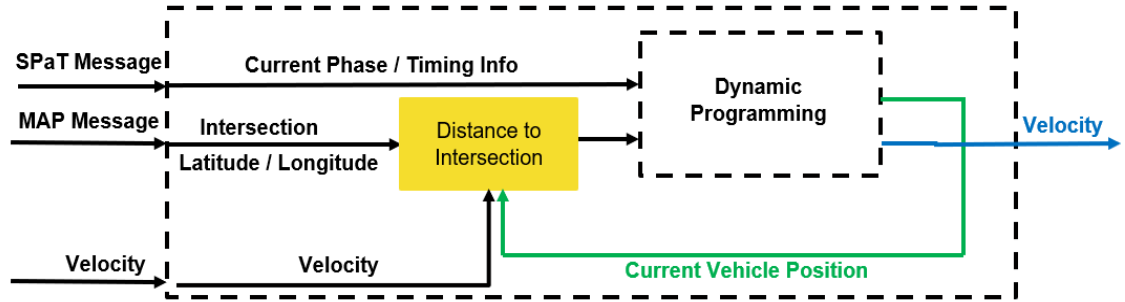 SPaT Message
Current Phase / Timing Info
Dynamic
Programming
MAP Message
Intersection
Latitude / Longitude
Distance to
Intersection
Velocity
Velocity
Velocity
Current Vehicle Position